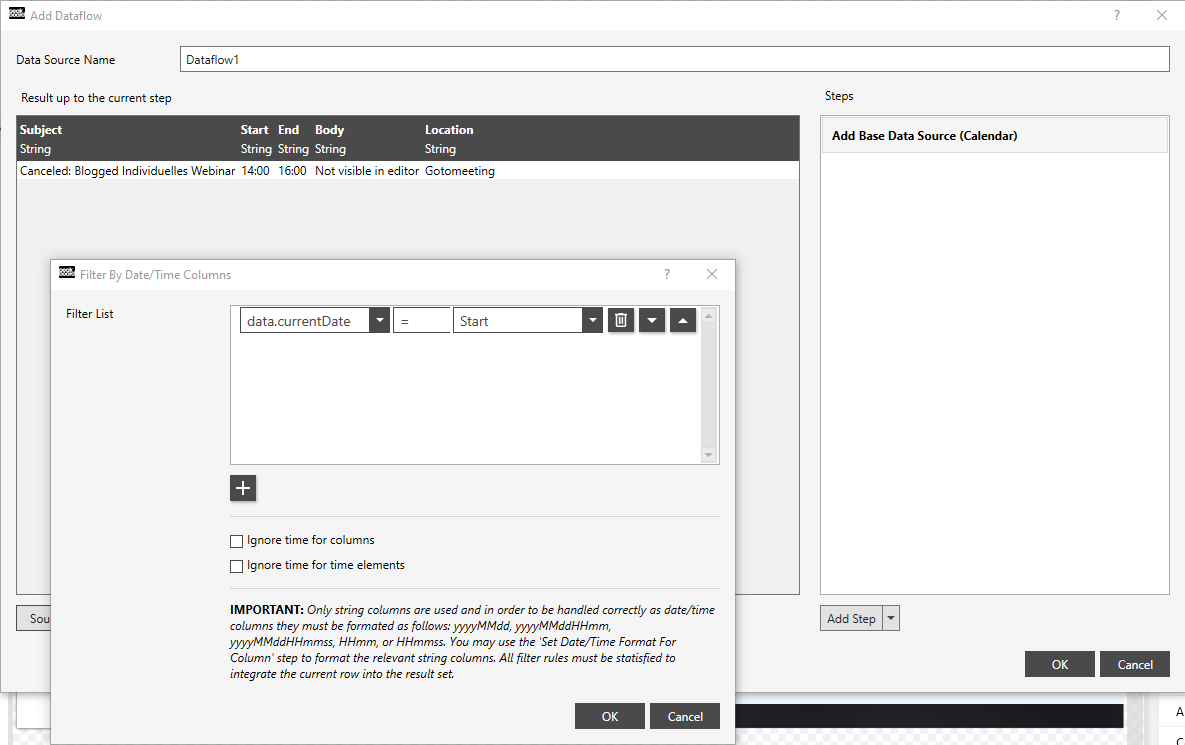 peak board Add Dataflow ?
Data Source Name Dataflow1
Result up to the current step Steps
Subject Start End Body Location
String String String String String
Canceled: Blogged Individuelles Webinar 14:00 16:00 Not visible in editor Gotomeeting
Add Base Data Source (Calendar)
peak board Filter By Date/Time Columns ?
Filter List
data.currentDate = Start
Ignore time for columns
Ignore time for time elements
IMPORTANT: Only string columns are used and in order to be handled correctly as date/time
columns they must be formated as follows: yyyyMMdd, yyyyMMddHHmm,
yyyyMMddHHmmss, HHmm, or HHmmss. You may use the 'Set Date/Time Format For
Column' step to format the relevant string columns. All filter rules must be statisfied to
integrate the current row into the result set.
OK Cancel
Sou
Add Step
OK Cancel
A